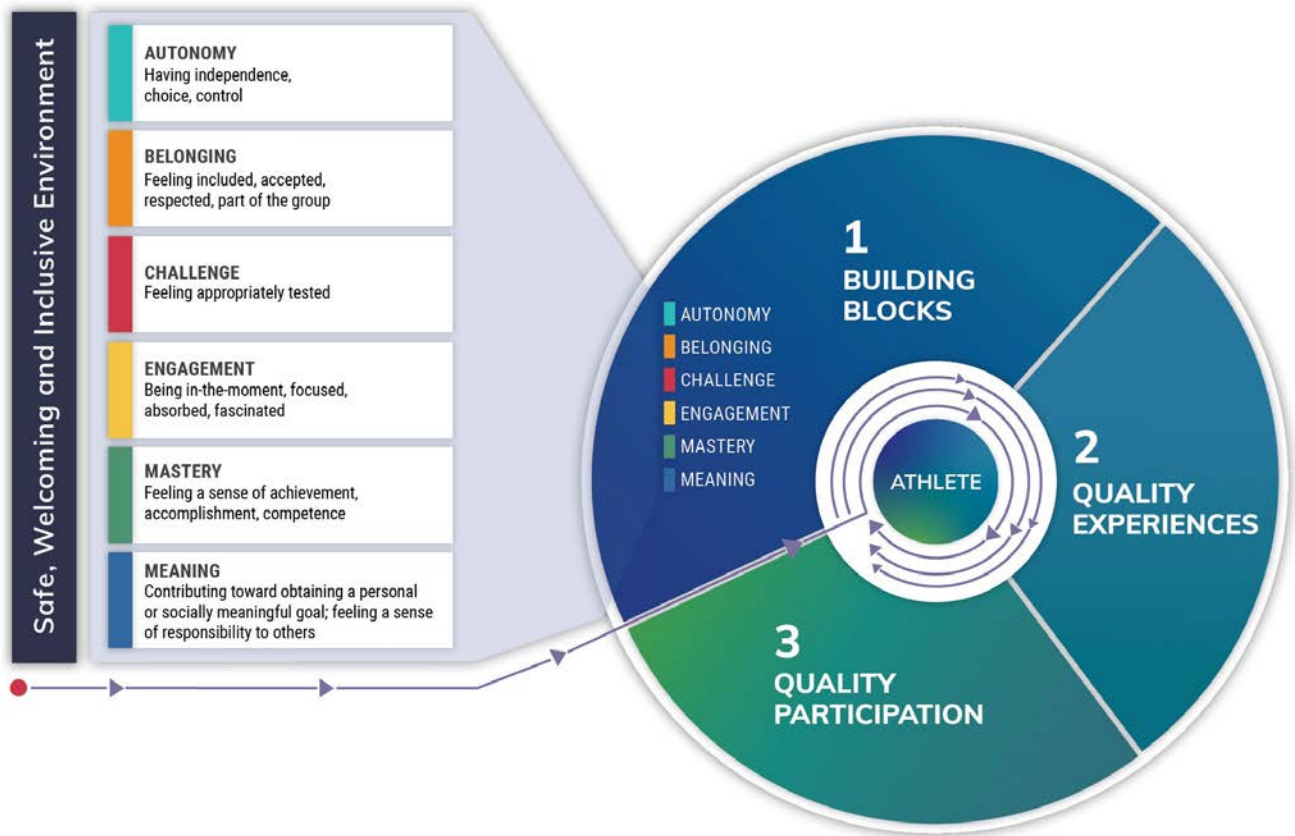 Safe, Welcoming and Inclusive Environment
AUTONOMY
Having independence,
choice, control
BELONGING
Feeling included, accepted,
respected, part of the group
CHALLENGE
Feeling appropriately tested
ENGAGEMENT
Being in-the-moment, focused,
absorbed, fascinated
MASTERY
Feeling a sense of achievement,
accomplishment, competence
MEANING
Contributing toward obtaining a personal
or socially meaningful goal; feeling a sense
of responsibility to others
1
BUILDING
BLOCKS
AUTONOMY
BELONGING
CHALLENGE
ENGAGEMENT
MASTERY
MEANING
ATHLETE
2
QUALITY
EXPERIENCES
3
QUALITY
PARTICIPATION